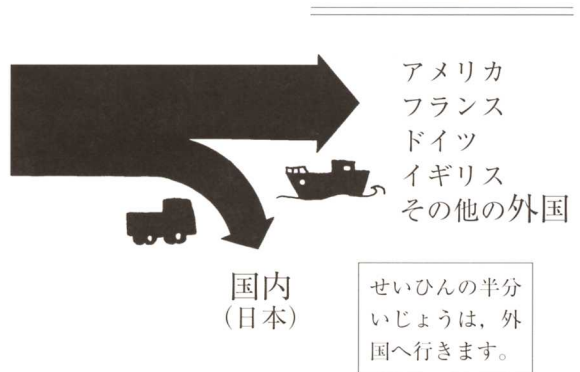 アメリカ
フランス
ドイツ
イギリス
その他の外国
国内
(日本)
せいひんの半分
いじょうは，外
国へ行きます。